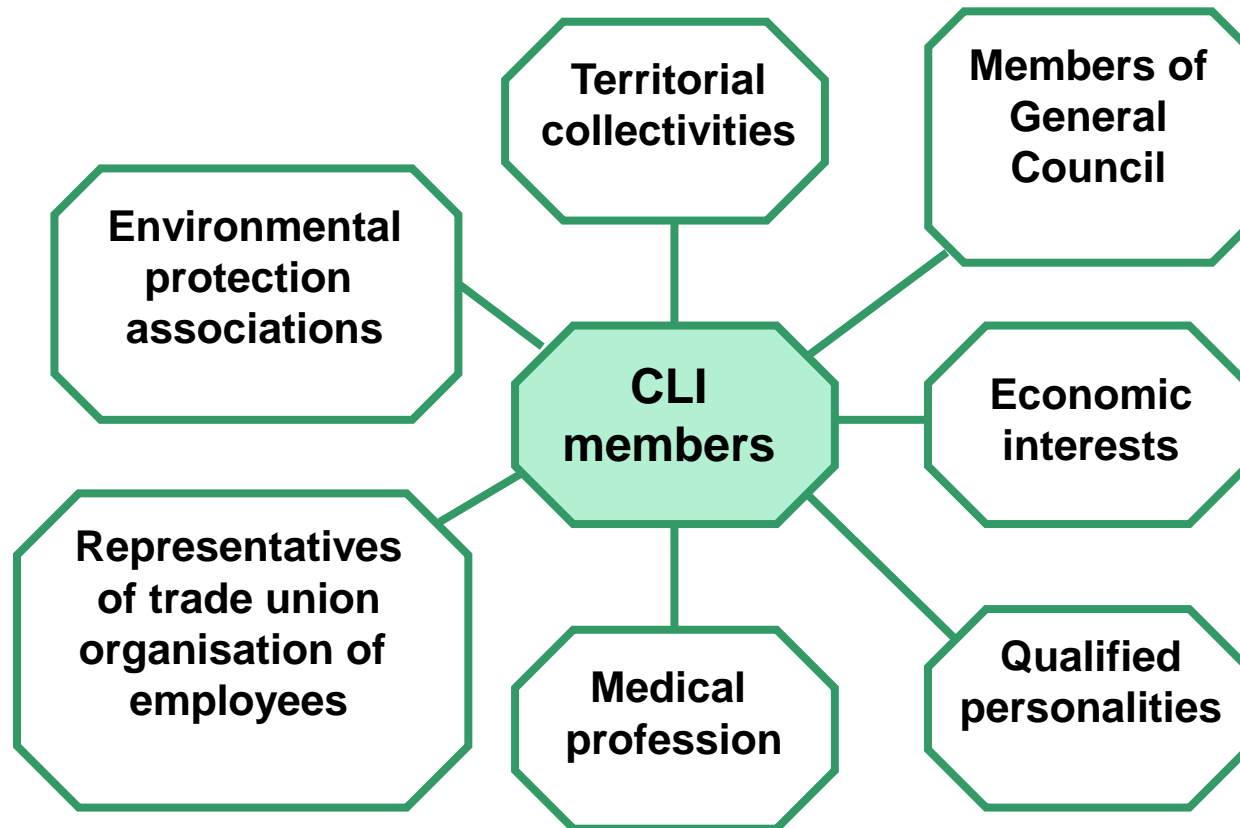 Territorial
collectivities
Members of
General
Council
Environmental
protection
associations
CLI
members
Economic
interests
Representatives
of trade union
organisation of
employees
Medical
profession
Qualified
personalities